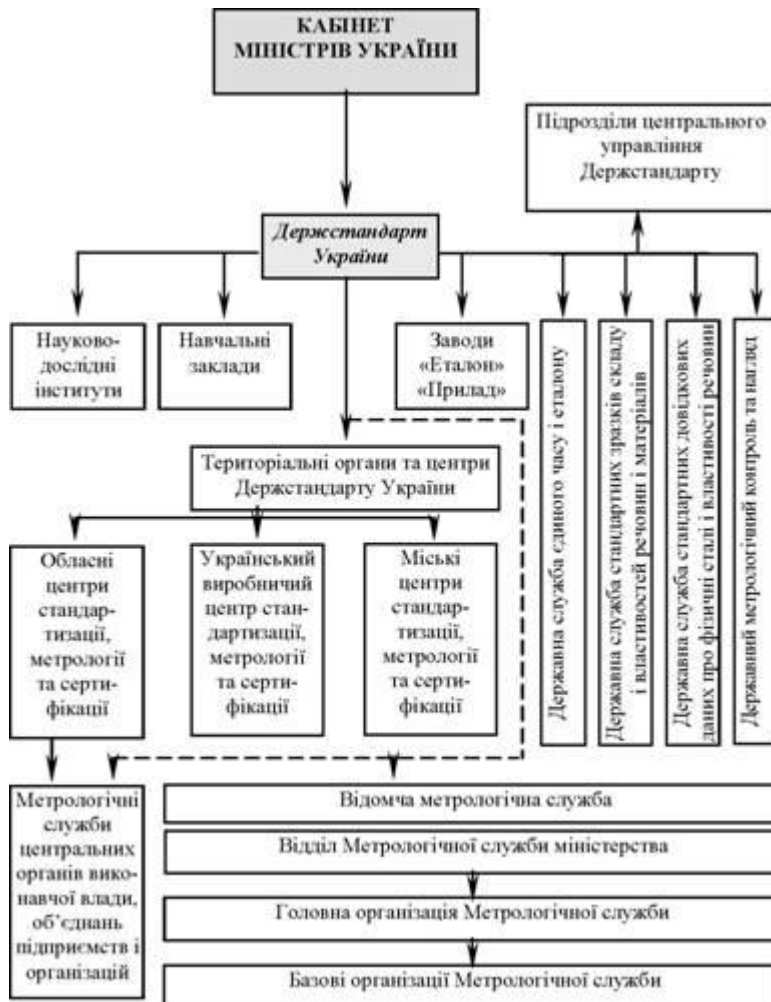 КАБІНЕТ
МІНІСТРІВ УКРАЇНИ
Підрозділи центрального
управління
Держстандарту
Держстандарт
України
Науково-
дослідні
інститути
Навчальні
заклади
Заводи
«Еталон»
«Прилад»
Державна служба єдиного часу і еталону
Державна служба стандартних зразків складу
і властивостей речовин і матеріалів
Державна служба стандартних довідкових
даних про фізичні сталі і властивості речовин
Державний метрологічний контроль та нагляд
Територіальні органи та центри
Держстандарту України
Обласні
центри
стандар-
тизації,
метрології
та серти-
фікації
Український
виробничий
центр стан-
дартизації,
метрології
та серти-
фікації
Міські
центри
стандар-
тизації,
метрології
та серти-
фікації
Метрологічні
служби
центральних
органів вико-
навчої влади,
об’єднань
підприємств і
організацій
Відомча метрологічна служба
Відділ Метрологічної служби міністерства
Головна організація Метрологічної служби
Базові організації Метрологічної служби